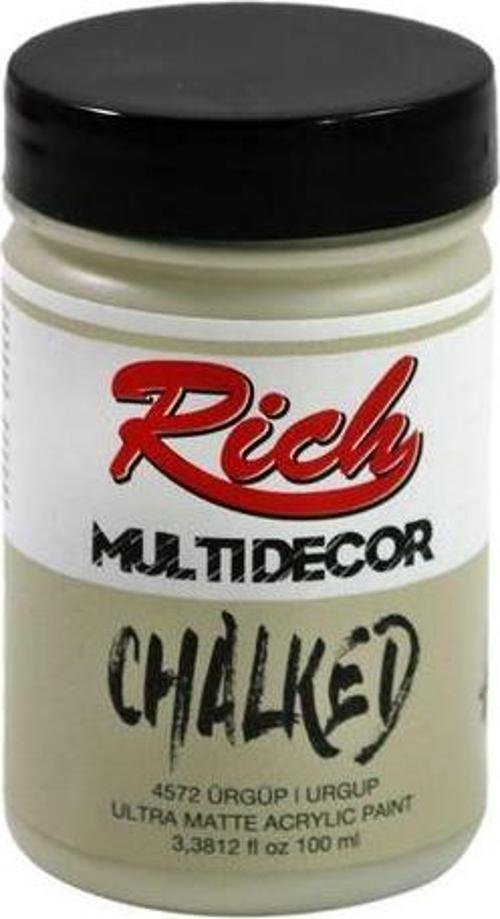 Rich
MULTIDECOR
CHALKED
4572 ÜRGÜP | URGUP
ULTRA MATTE ACRYLIC PAINT
3,3812 fl oz 100 ml